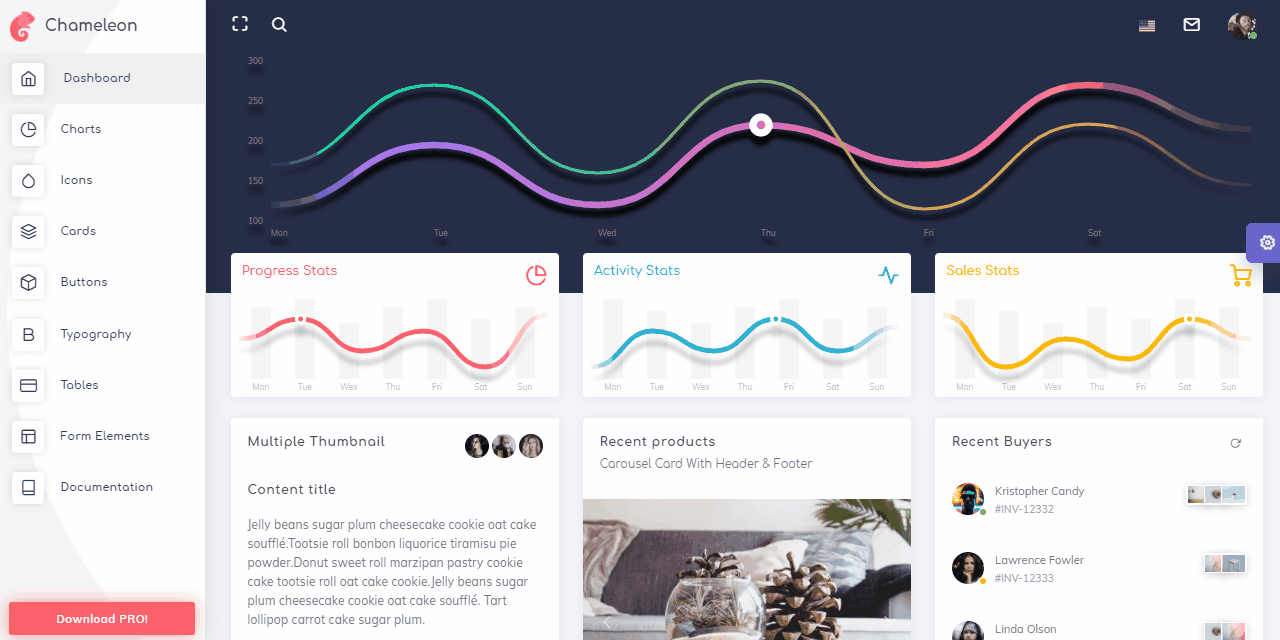 Chameleon
Dashboard
Charts
Icons
Cards
Buttons
B Typography
Tables
Form Elements
Documentation
Download PRO!
300
250
200
150
100
Mon Tue Wed Thu Fri Sat
Progress Stats
Mon Tue Wex Thu Fri Sat Sun
Activity Stats
Mon Tue Wex Thu Fri Sat Sun
Sales Stats
Mon Tue Wex Thu Fri Sat Sun
Multiple Thumbnail
Content title
Jelly beans sugar plum cheesecake cookie oat cake
soufflé.Tootsie roll bonbon liquorice tiramisu pie
powder.Donut sweet roll marzipan pastry cookie
cake tootsie roll oat cake cookie.Jelly beans sugar
plum cheesecake cookie oat cake soufflé. Tart
lollipop carrot cake sugar plum.
Recent products
Carousel Card With Header & Footer
Recent Buyers
Kristopher Candy
#INV-12332
Lawrence Fowler
#INV-12333
Linda Olson